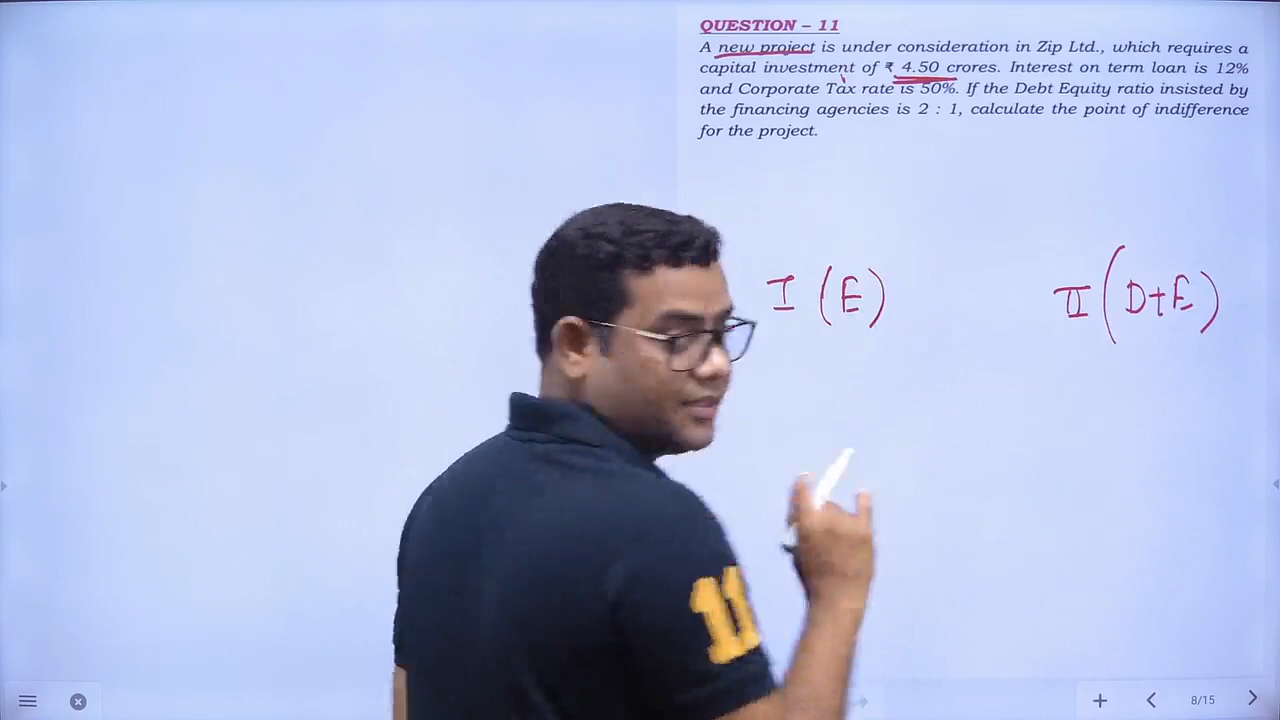 QUESTION – 11
A new project is under consideration in Zip Ltd., which requires a
capital investment of ₹ 4.50 crores. Interest on term loan is 12%
and Corporate Tax rate is 50%. If the Debt Equity ratio insisted by
the financing agencies is 2 : 1, calculate the point of indifference
for the project.
I (E)
II (D+E)
11
8/15